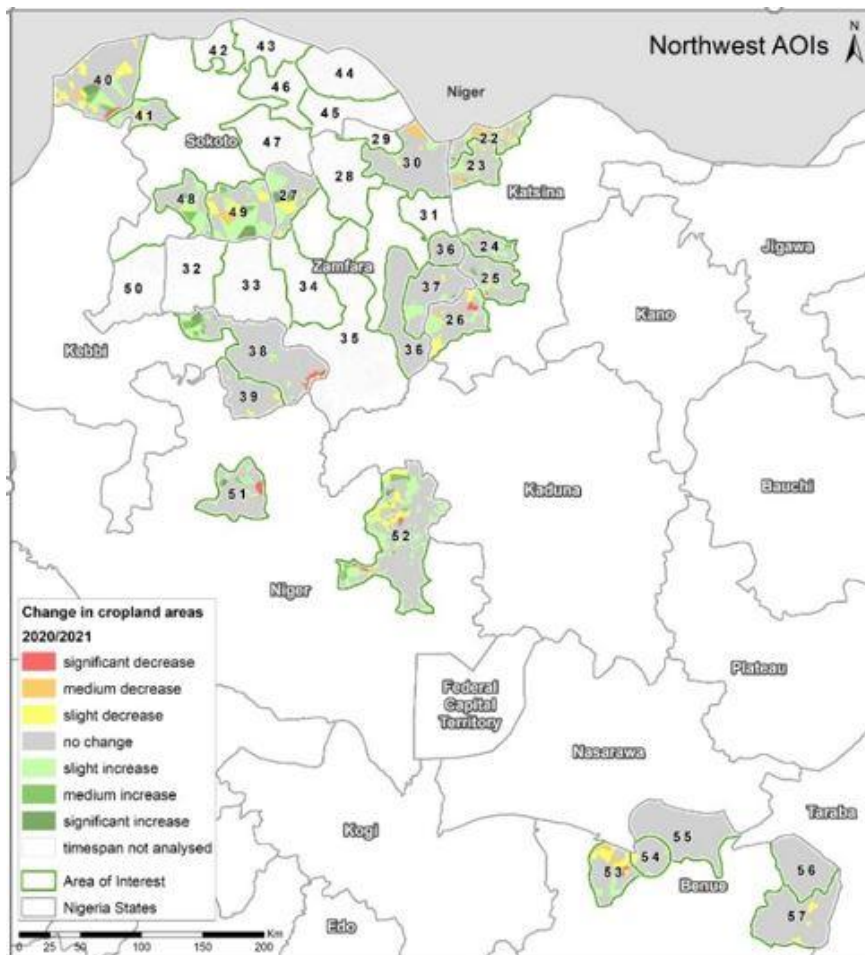 Northwest AOIs
N
Niger
42
43
44
40
46
41
45
29
22
Sokoto
47
30
23
28
Katsina
48
49
27
31
36
24
Jigawa
32
Zamfara
50
33
34
37
25
Kano
26
35
36
Kebbi
38
39
51
52
Kaduna
Bauchi
Niger
Change in cropland areas
2020/2021
significant decrease
medium decrease
slight decrease
no change
slight increase
medium increase
significant increase
timespan not analysed
Area of Interest
Nigeria States
Km
0 25 50 100 150 200
Federal
Capital
Territory
Plateau
Nasarawa
Taraba
Kogi
55
54
53
Benue
56
57
Edo